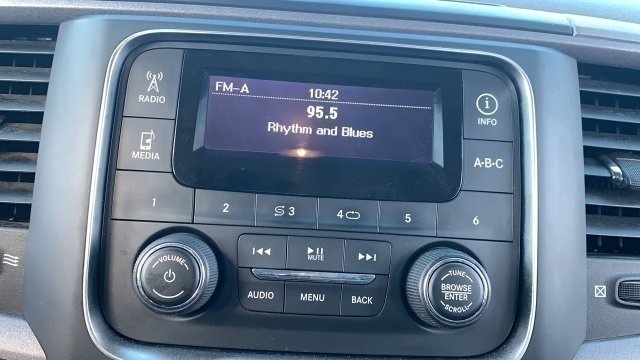 FM-A 10:42
95.5
Rhythm and Blues
RADIO
INFO
MEDIA
A-B-C
1 2 3 4 5 6
VOLUME
MUTE
AUDIO MENU BACK
TUNE
BROWSE
ENTER
SCROLL